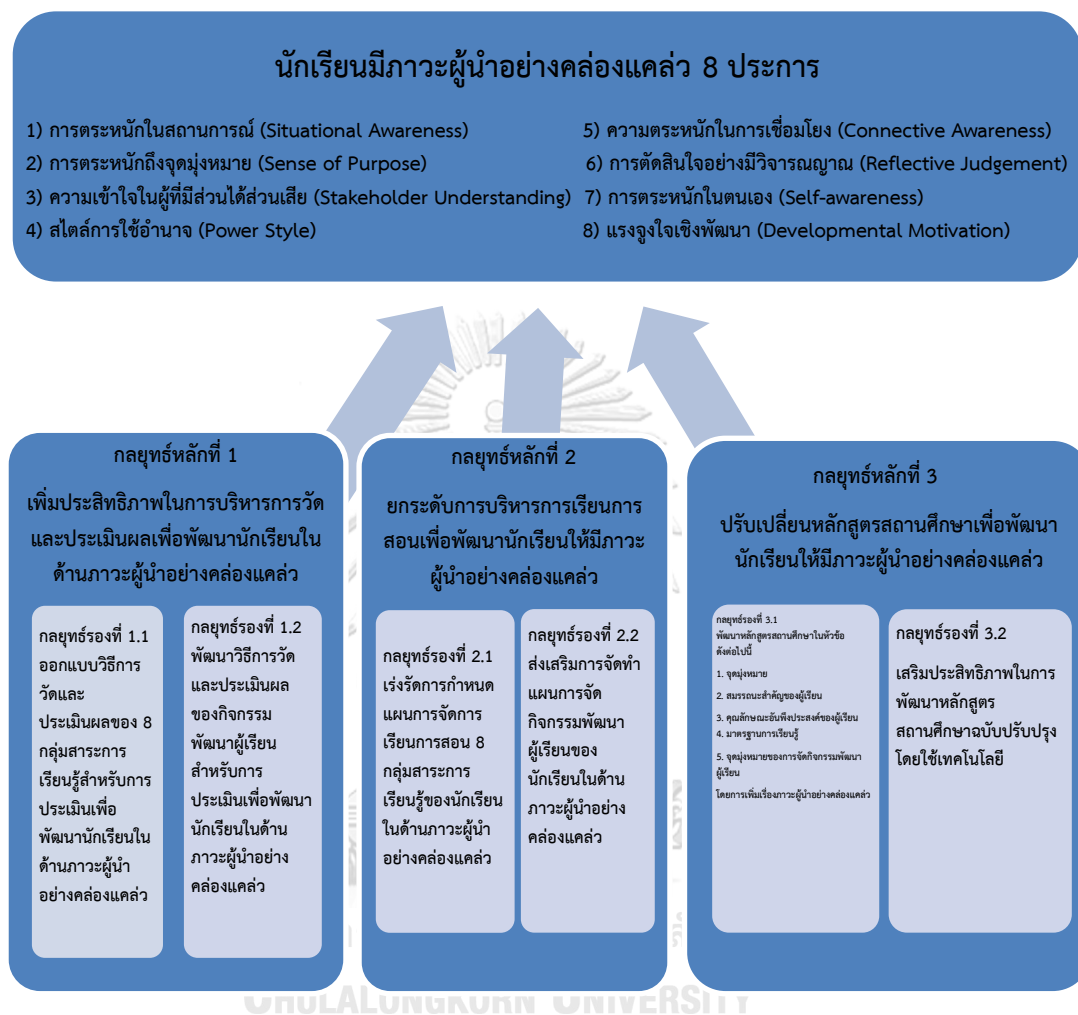 นักเรียนมีภาวะผู้นำอย่างคล่องแคล่ว 8 ประการ
1) การตระหนักในสถานการณ์ (Situational Awareness)
2) การตระหนักถึงจุดมุ่งหมาย (Sense of Purpose)
3) ความเข้าใจในผู้ที่มีส่วนได้ส่วนเสีย (Stakeholder Understanding)
4) สไตล์การใช้อำนาจ (Power Style)
5) ความตระหนักในการเชื่อมโยง (Connective Awareness)
6) การตัดสินใจอย่างมีวิจารณญาณ (Reflective Judgement)
7) การตระหนักในตนเอง (Self-awareness)
8) แรงจูงใจเชิงพัฒนา (Developmental Motivation)
กลยุทธ์หลักที่ 1
เพิ่มประสิทธิภาพในการบริหารการวัด
และประเมินผลเพื่อพัฒนานักเรียนใน
ด้านภาวะผู้นำอย่างคล่องแคล่ว
กลยุทธ์รองที่ 1.1
ออกแบบวิธีการ
วัดและ
ประเมินผลของ 8
กลุ่มสาระการ
เรียนรู้สำหรับการ
ประเมินเพื่อ
พัฒนานักเรียนใน
ด้านภาวะผู้นำ
อย่างคล่องแคล่ว
กลยุทธ์รองที่ 1.2
พัฒนาวิธีการวัด
และประเมินผล
ของกิจกรรม
พัฒนาผู้เรียน
สำหรับการ
ประเมินเพื่อพัฒนา
นักเรียนในด้าน
ภาวะผู้นำอย่าง
คล่องแคล่ว
กลยุทธ์หลักที่ 2
ยกระดับการบริหารการเรียนการ
สอนเพื่อพัฒนานักเรียนให้มีภาวะ
ผู้นำอย่างคล่องแคล่ว
กลยุทธ์รองที่ 2.1
เร่งรัดการกำหนด
แผนการจัดการ
เรียนการสอน 8
กลุ่มสาระการ
เรียนรู้ของนักเรียน
ในด้านภาวะผู้นำ
อย่างคล่องแคล่ว
กลยุทธ์รองที่ 2.2
ส่งเสริมการจัดทำ
แผนการจัด
กิจกรรมพัฒนา
ผู้เรียนของ
นักเรียนในด้าน
ภาวะผู้นำอย่าง
คล่องแคล่ว
กลยุทธ์หลักที่ 3
ปรับเปลี่ยนหลักสูตรสถานศึกษาเพื่อพัฒนา
นักเรียนให้มีภาวะผู้นำอย่างคล่องแคล่ว
กลยุทธ์รองที่ 3.1
พัฒนาหลักสูตรสถานศึกษาในหัวข้อ
ดังต่อไปนี้
1. จุดมุ่งหมาย
2. สมรรถนะสำคัญของผู้เรียน
3. คุณลักษณะอันพึงประสงค์ของผู้เรียน
4. มาตรฐานการเรียนรู้
5. จุดมุ่งหมายของการจัดกิจกรรมพัฒนา
ผู้เรียน
โดยการเพิ่มเรื่องภาวะผู้นำอย่างคล่องแคล่ว
กลยุทธ์รองที่ 3.2
เสริมประสิทธิภาพในการ
พัฒนาหลักสูตร
สถานศึกษาฉบับปรับปรุง
โดยใช้เทคโนโลยี
CHULALONGKORN UNIVERSITY